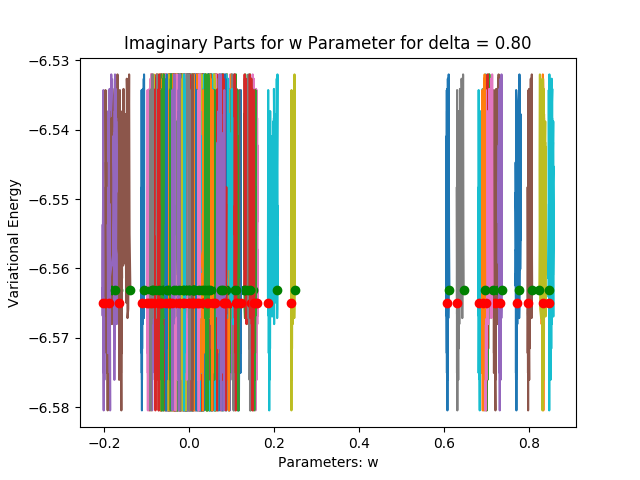 Imaginary Parts for w Parameter for delta = 0.80
Variational Energy
−6.53
−6.54
−6.55
−6.56
−6.57
−6.58
−0.2 0.0 0.2 0.4 0.6 0.8
Parameters: w